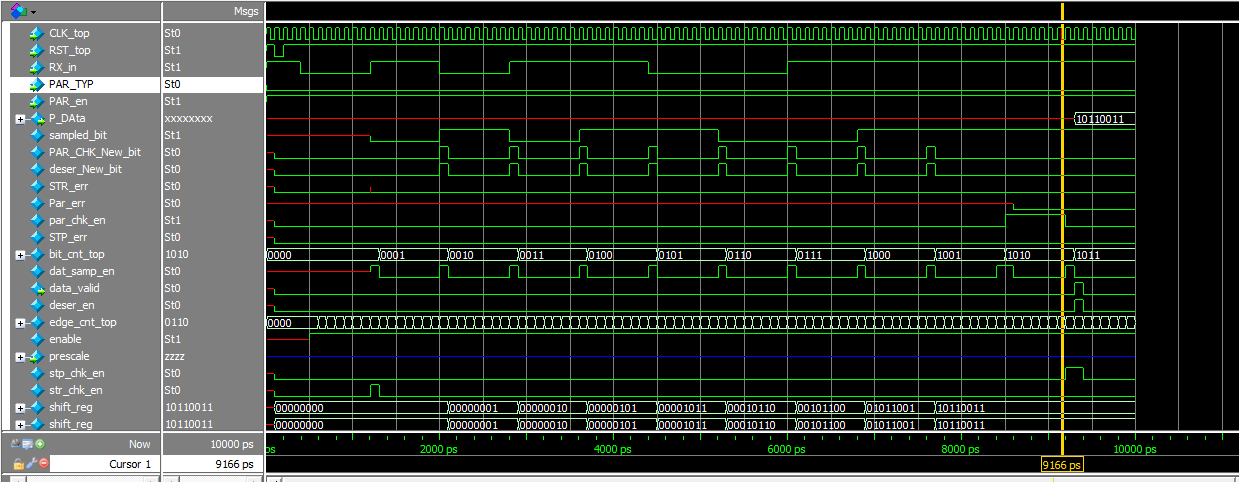 Msgs
CLK_top St0
RST_top St1
RX_in St1
PAR_TYP St0
PAR_en St1
P_DAta xxxxxxxx 10110011
sampled_bit St1
PAR_CHK_New_bit St0
deser_New_bit St0
STR_err St0
Par_err St0
par_chk_en St1
STP_err St0
bit_cnt_top 1010 0000 0001 0010 0011 0100 0101 0110 0111 1000 1001 1010 1011
dat_samp_en St0
data_valid St0
deser_en St0
edge_cnt_top 0110 0000
enable St1
prescale zzzz
stp_chk_en St0
str_chk_en St0
shift_reg 10110011 00000000 00000001 00000010 00000101 00001011 00010110 00101100 01011001 10110011
shift_reg 10110011 00000000 00000001 00000010 00000101 00001011 00010110 00101100 01011001 10110011
Now 10000 ps ps 2000 ps 4000 ps 6000 ps 8000 ps 10000 ps
Cursor 1 9166 ps 9166 ps